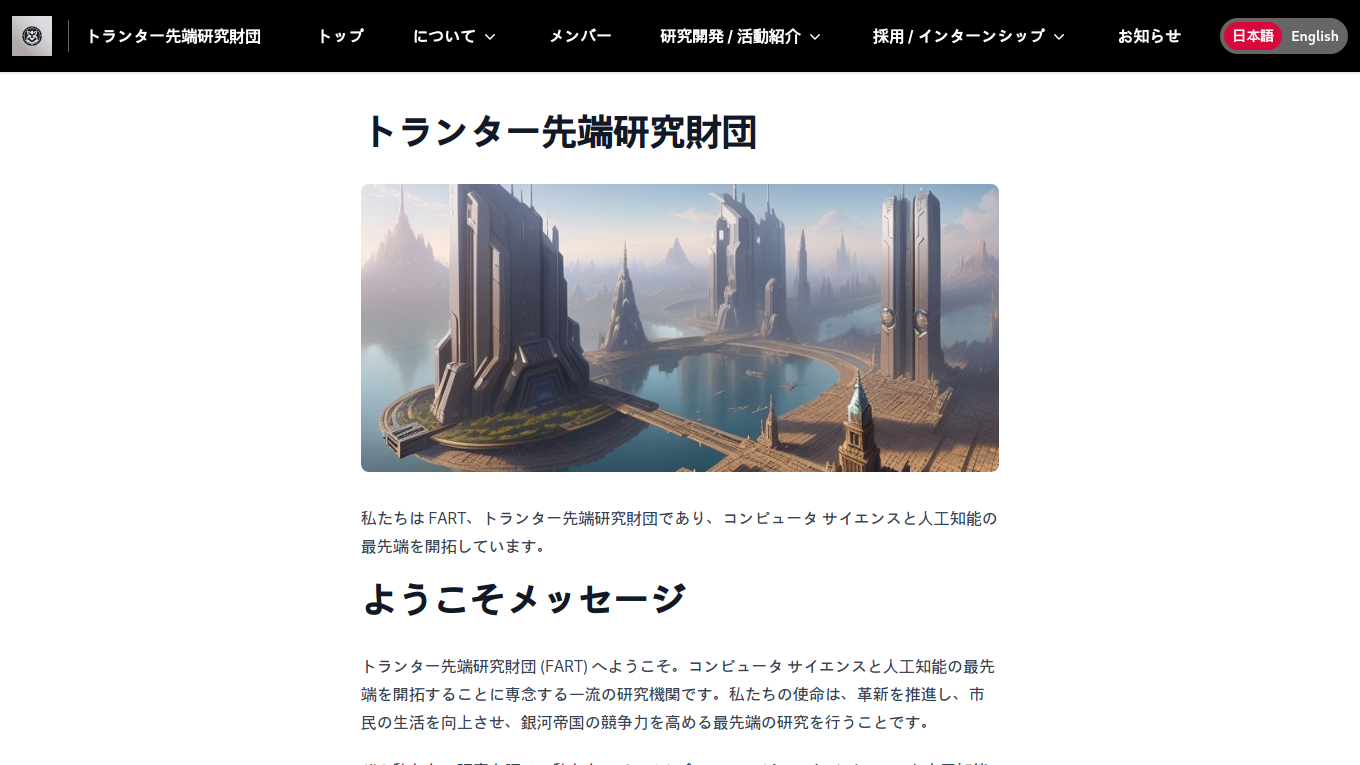 トランター先端研究財団
トップ
について
メンバー
研究開発 / 活動紹介
採用 / インターンシップ
お知らせ
日本語
English
トランター先端研究財団
私たちは FART、トランター先端研究財団であり、コンピュータ サイエンスと人工知能の
最先端を開拓しています。
ようこそメッセージ
トランター先端研究財団 (FART) へようこそ。コンピュータ サイエンスと人工知能の最先
端を開拓することに専念する一流の研究機関です。私たちの使命は、革新を推進し、市
民の生活を向上させ、銀河帝国の競争力を高める最先端の研究を行うことです。